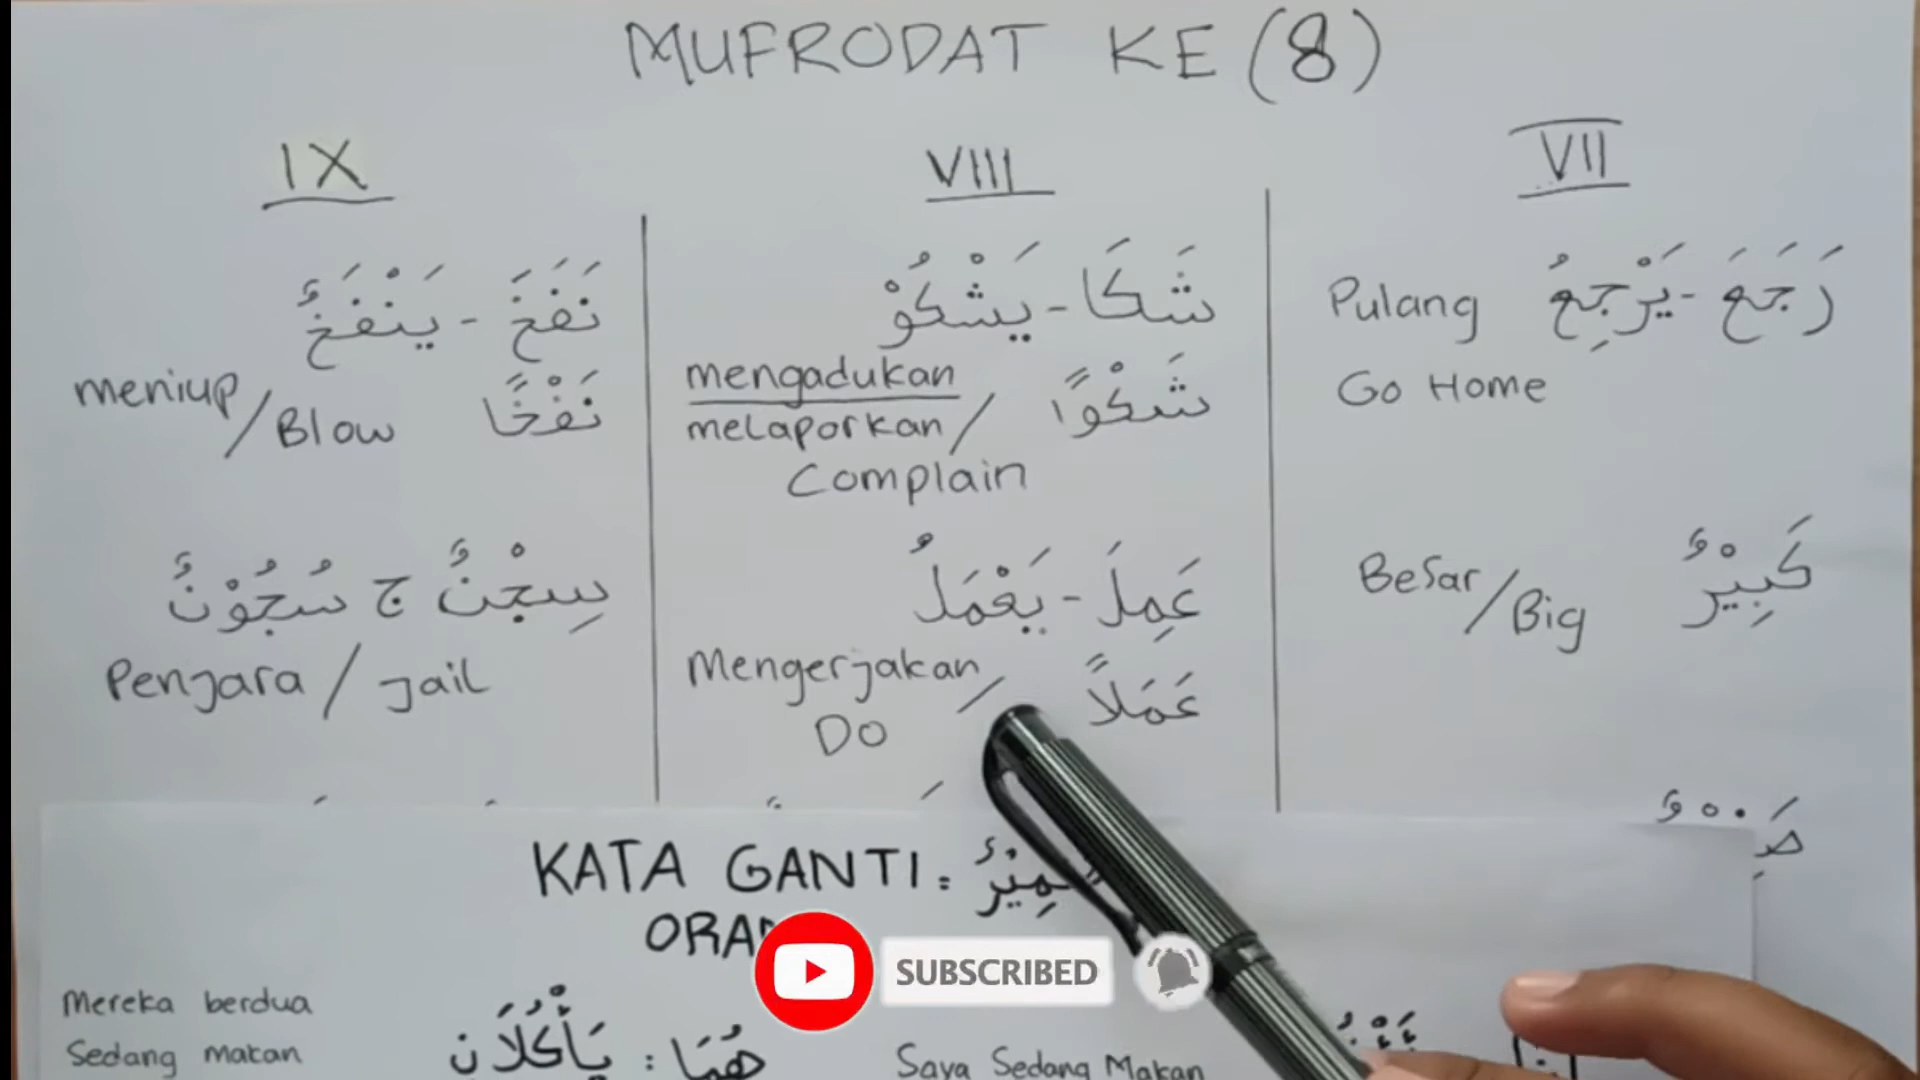 MUFRODAT KE (8)
VII
رَجَعَ - يَرْجِعُ
Pulang
Go Home
كَبِيْرٌ
Besar / Big
VIII
شَكَا - يَشْكُوْ
شَكْوًا
mengadukan
melaporkan /
Complain
عَمِلَ - يَعْمَلُ
عَمَلاً
Mengerjakan /
Do
IX
نَفَخَ - يَنْفَخُ
نَفْخًا
meniup / Blow
سِجْنٌ ج سُجُوْنٌ
Penjara / jail
KATA GANTI :
SUBSCRIBED
Saya Sedang Makan
هُمَا : يَأْكُلَانِ
Mereka berdua
Sedang makan